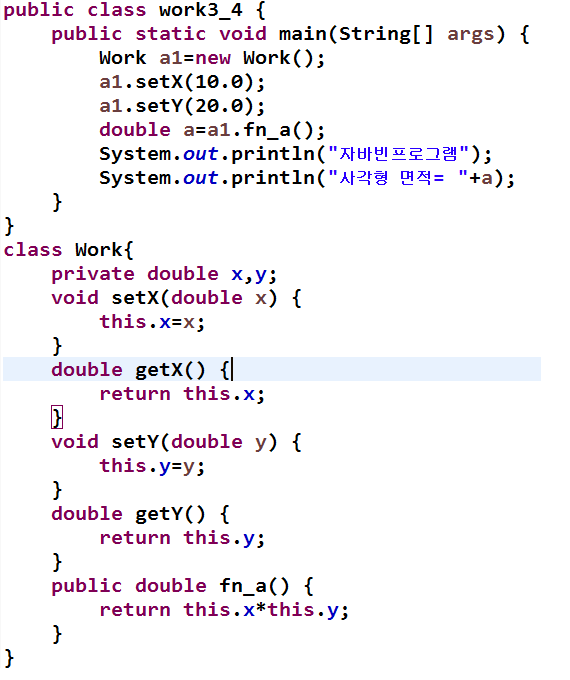 public class work3_4 {
    public static void main(String[] args) {
        Work a1=new Work();
        a1.setX(10.0);
        a1.setY(20.0);
        double a=a1.fn_a();
        System.out.println("자바빈프로그램");
        System.out.println("사각형 면적= "+a);
    }
}
class Work{
    private double x,y;
    void setX(double x) {
        this.x=x;
    }
    double getX() {
        return this.x;
    }
    void setY(double y) {
        this.y=y;
    }
    double getY() {
        return this.y;
    }
    public double fn_a() {
        return this.x*this.y;
    }
}